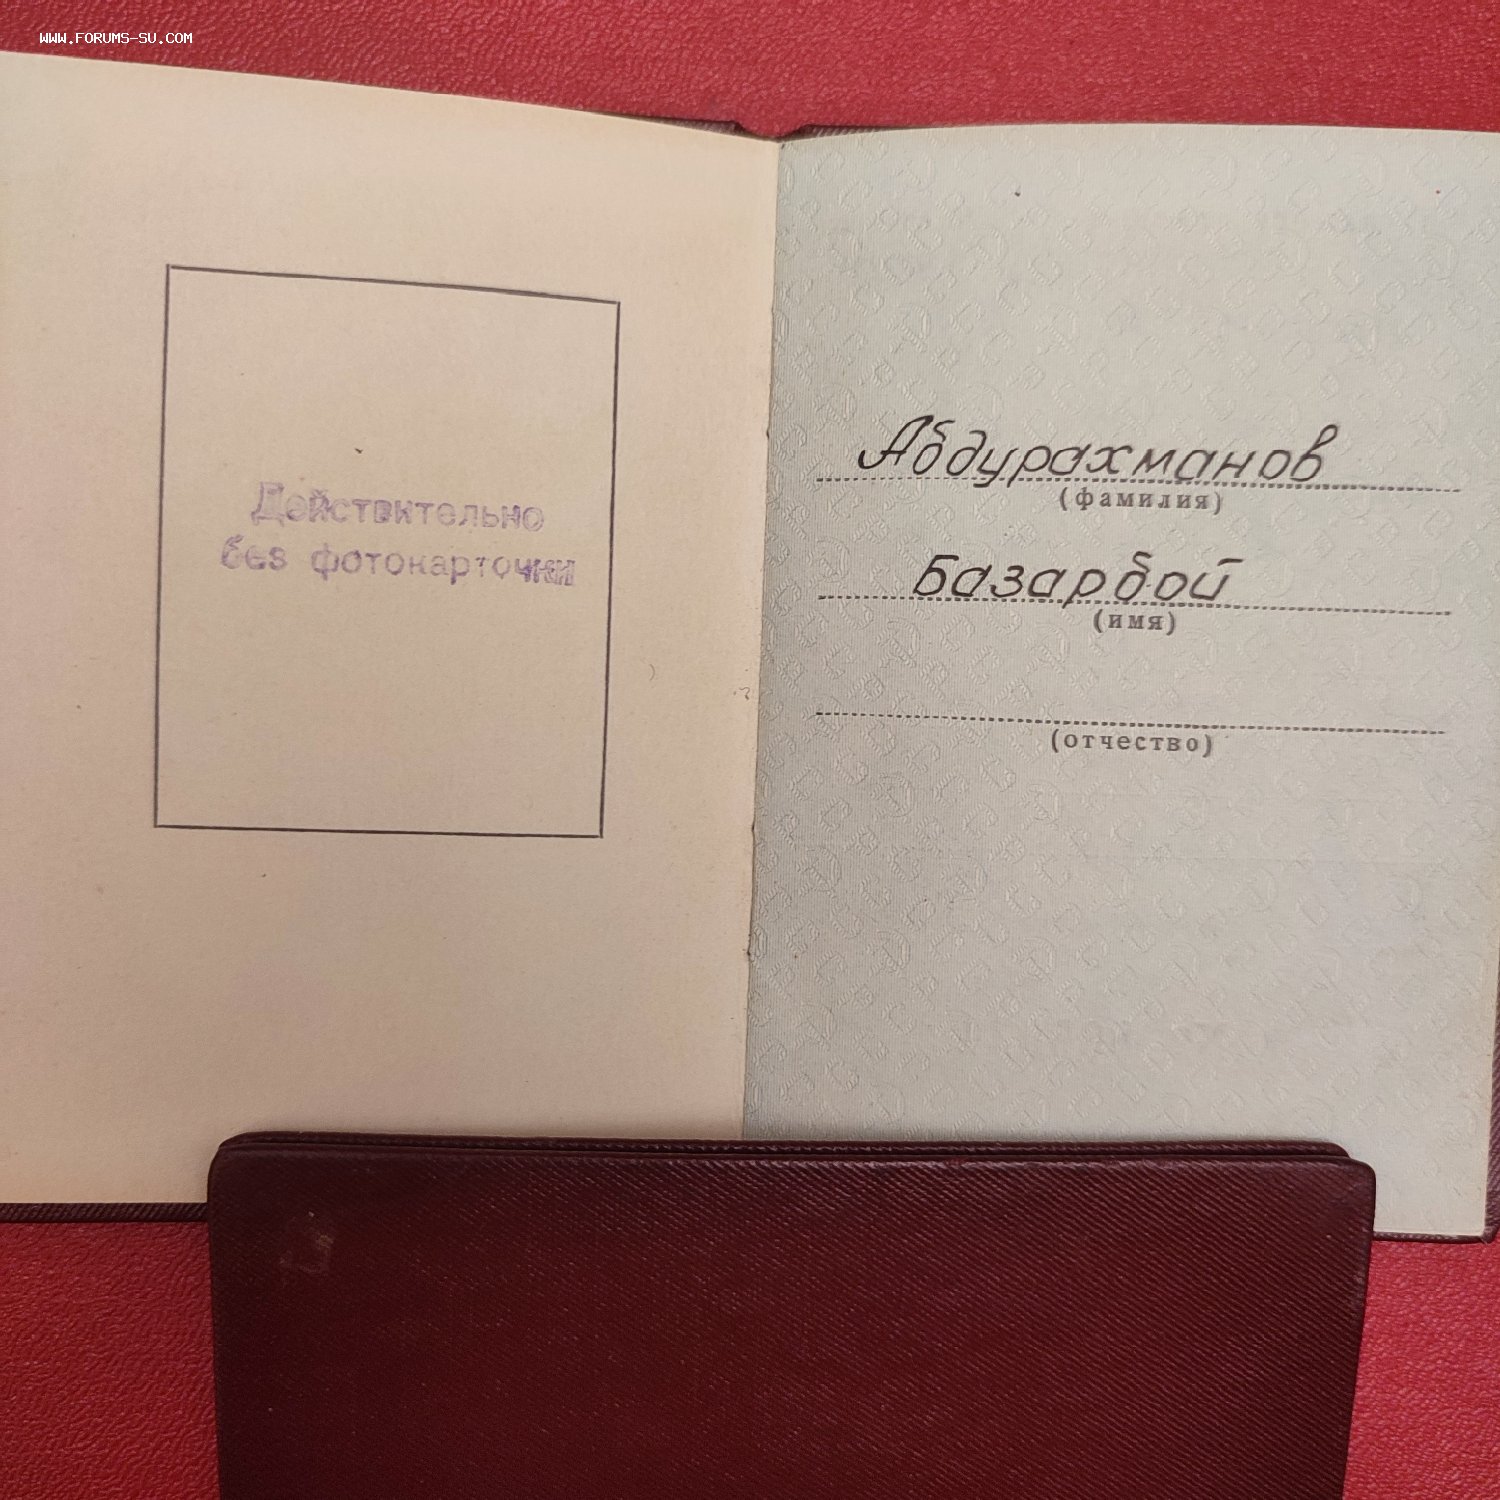 WWW.FORUMS-SU.COM
Действительно
без фотокарточки
Абдурахманов
(фамилия)
Базарбой
(имя)
(отчество)